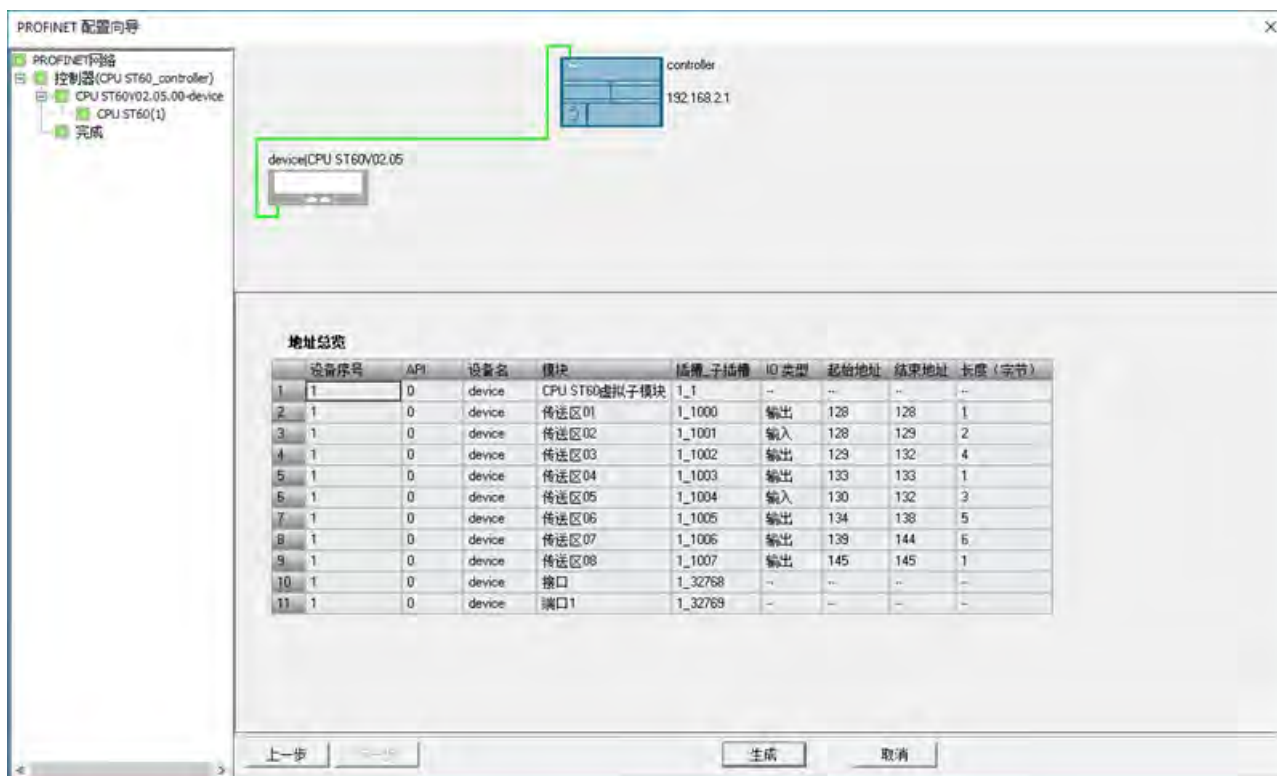 PROFINET 配置向导
PROFINET网络
控制器(CPU ST60_controller)
CPU ST60V02.05.00-device
CPU ST60(1)
完成
controller
192.168.2.1
device(CPU ST60V02.05
地址总览
设备序号 API 设备名 模块 插槽_子插槽 IO 类型 起始地址 结束地址 长度（字节）
1 1 0 device CPU ST60虚拟子模块 1_1 -- -- -- --
2 1 0 device 传送区01 1_1000 输出 128 128 1
3 1 0 device 传送区02 1_1001 输入 128 129 2
4 1 0 device 传送区03 1_1002 输出 129 132 4
5 1 0 device 传送区04 1_1003 输出 133 133 1
6 1 0 device 传送区05 1_1004 输入 130 132 3
7 1 0 device 传送区06 1_1005 输出 134 138 5
8 1 0 device 传送区07 1_1006 输出 139 144 6
9 1 0 device 传送区08 1_1007 输出 145 145 1
10 1 0 device 接口 1_32768 -- -- -- --
11 1 0 device 端口1 1_32769 -- -- -- --
上一步 下一步 生成 取消